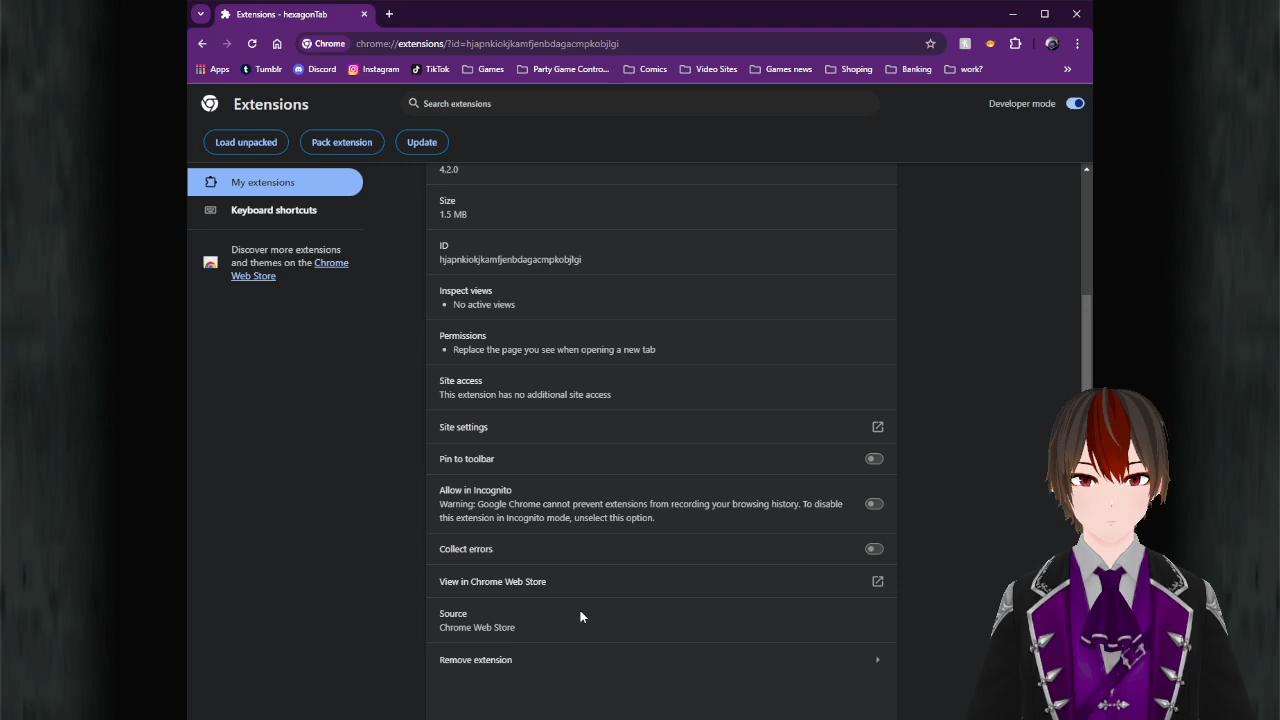 Extensions - hexagonTab
Chrome
chrome://extensions/?id=hjapnkiokjkamfjenbdagacmpkobjlgi
Apps
Tumblr
Discord
Instagram
TikTok
Games
Party Game Contro...
Comics
Video Sites
Games news
Shoping
Banking
work?
Extensions
Search extensions
Developer mode
Load unpacked
Pack extension
Update
My extensions
Keyboard shortcuts
Discover more extensions
and themes on the Chrome
Web Store
4.2.0
Size
1.5 MB
ID
hjapnkiokjkamfjenbdagacmpkobjlgi
Inspect views
No active views
Permissions
Replace the page you see when opening a new tab
Site access
This extension has no additional site access
Site settings
Pin to toolbar
Allow in Incognito
Warning: Google Chrome cannot prevent extensions from recording your browsing history. To disable
this extension in Incognito mode, unselect this option.
Collect errors
View in Chrome Web Store
Source
Chrome Web Store
Remove extension